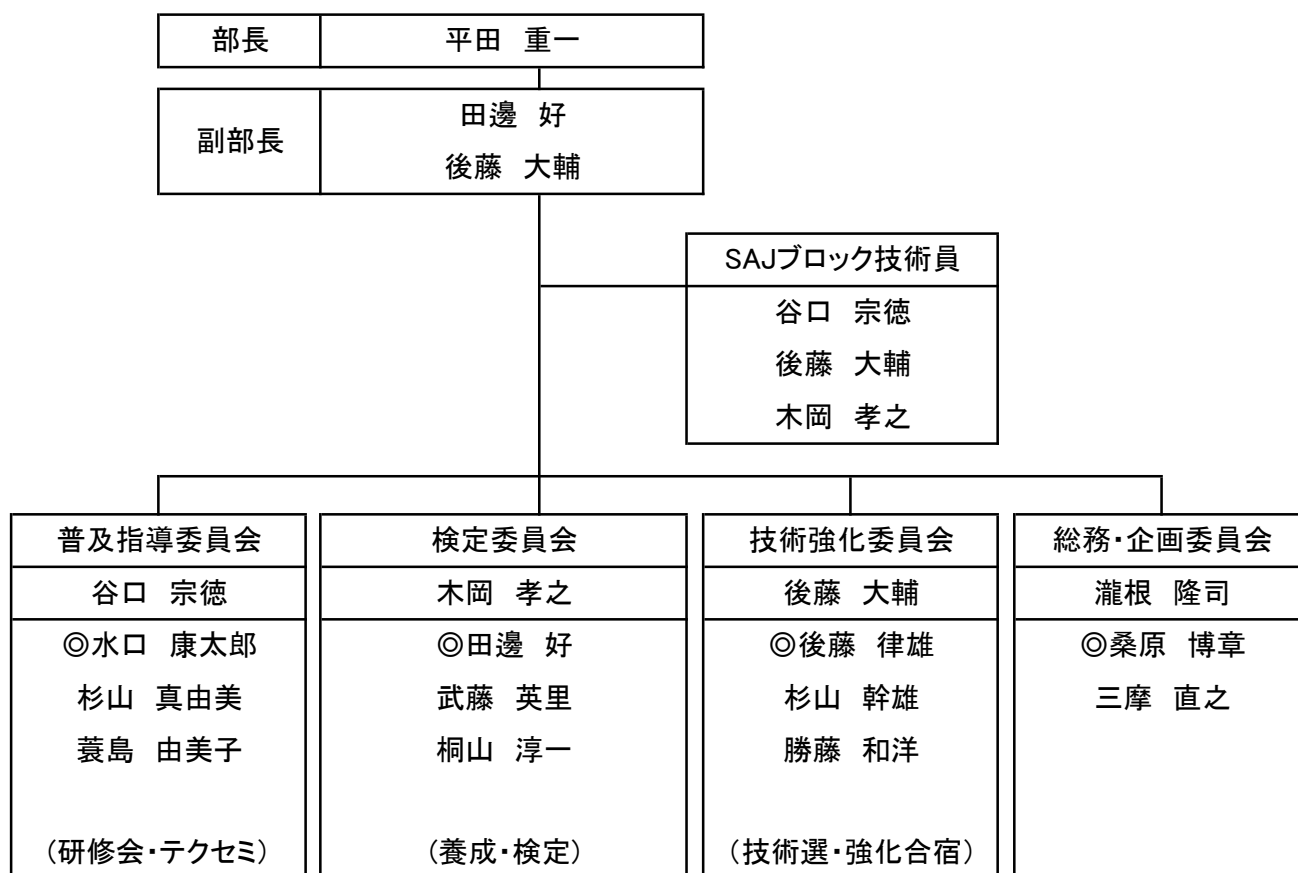 部長　平田　重一
副部長
田邊　好
後藤　大輔
SAJブロック技術員
谷口　宗徳
後藤　大輔
木岡　孝之
普及指導委員会
谷口　宗徳
◎水口　康太郎
杉山　真由美
蓑島　由美子
（研修会・テクセミ）
検定委員会
木岡　孝之
◎田邊　好
武藤　英里
桐山　淳一
（養成・検定）
技術強化委員会
後藤　大輔
◎後藤　律雄
杉山　幹雄
勝藤　和洋
（技術選・強化合宿）
総務・企画委員会
瀧根　隆司
◎桑原　博章
三摩　直之